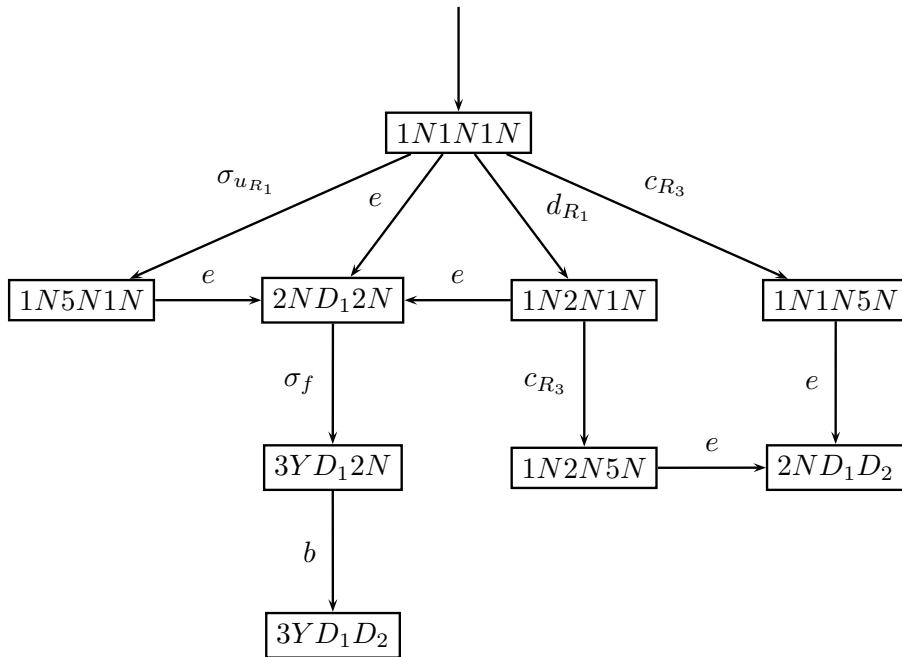 1N1N1N
σ_{u_{R_1}} e d_{R_1} c_{R_3}
1N5N1N e 2ND_12N e 1N2N1N 1N1N5N
σ_f c_{R_3} e
3YD_12N 1N2N5N e 2ND_1D_2
b
3YD_1D_2